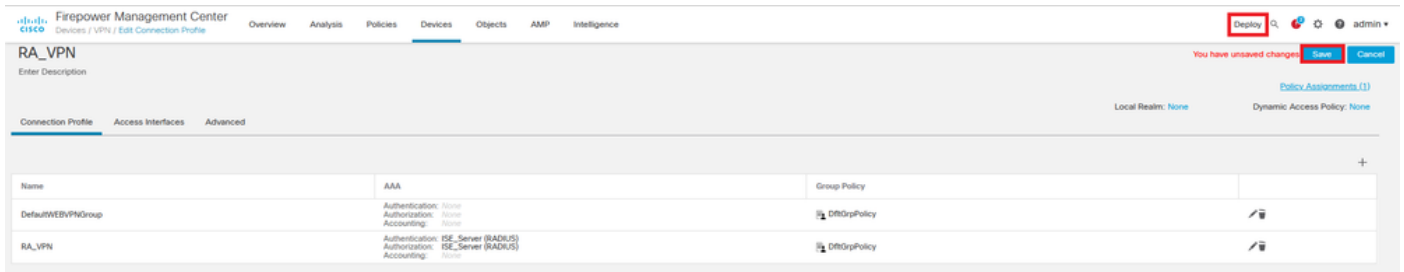 CISCO
Firepower Management Center
Devices / VPN / Edit Connection Profile
Overview Analysis Policies Devices Objects AMP Intelligence
Deploy admin
RA_VPN
You have unsaved changes Save Cancel
Enter Description
Policy Assignments (1)
Local Realm: None Dynamic Access Policy: None
Connection Profile Access Interfaces Advanced
+
Name AAA Group Policy
DefaultWEBVPNGroup
Authentication: None
Authorization: None
Accounting: None
DfltGrpPolicy
RA_VPN
Authentication: ISE_Server (RADIUS)
Authorization: ISE_Server (RADIUS)
Accounting: None
DfltGrpPolicy